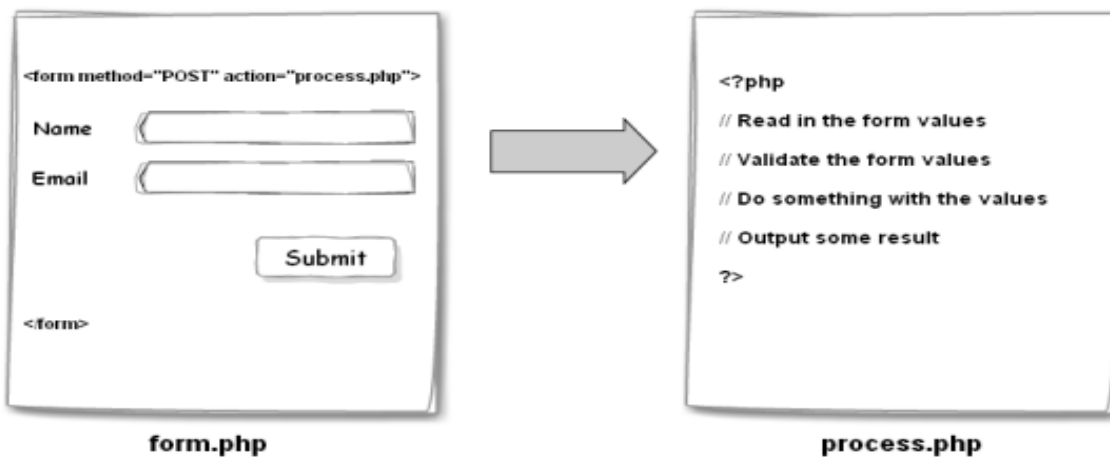 <form method="POST" action="process.php">
Name
Email
Submit
</form>
form.php
<?php
// Read in the form values
// Validate the form values
// Do something with the values
// Output some result
?>
process.php